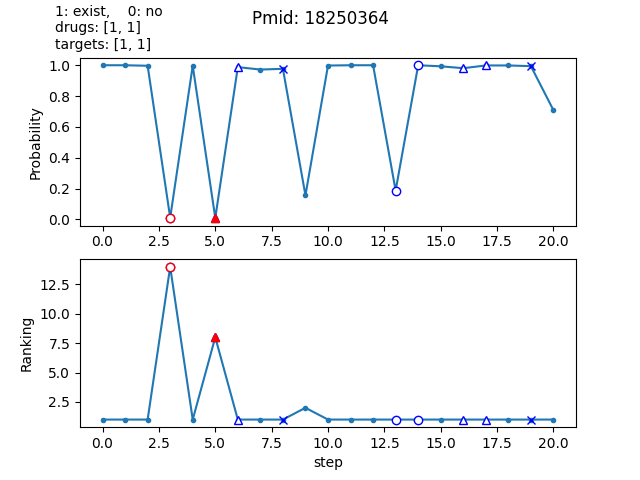 1: exist,    0: no
drugs: [1, 1]
targets: [1, 1]
Pmid: 18250364
1.0
0.8
0.6
0.4
0.2
0.0
Probability
0.0 2.5 5.0 7.5 10.0 12.5 15.0 17.5 20.0
12.5
10.0
7.5
5.0
2.5
Ranking
0.0 2.5 5.0 7.5 10.0 12.5 15.0 17.5 20.0
step